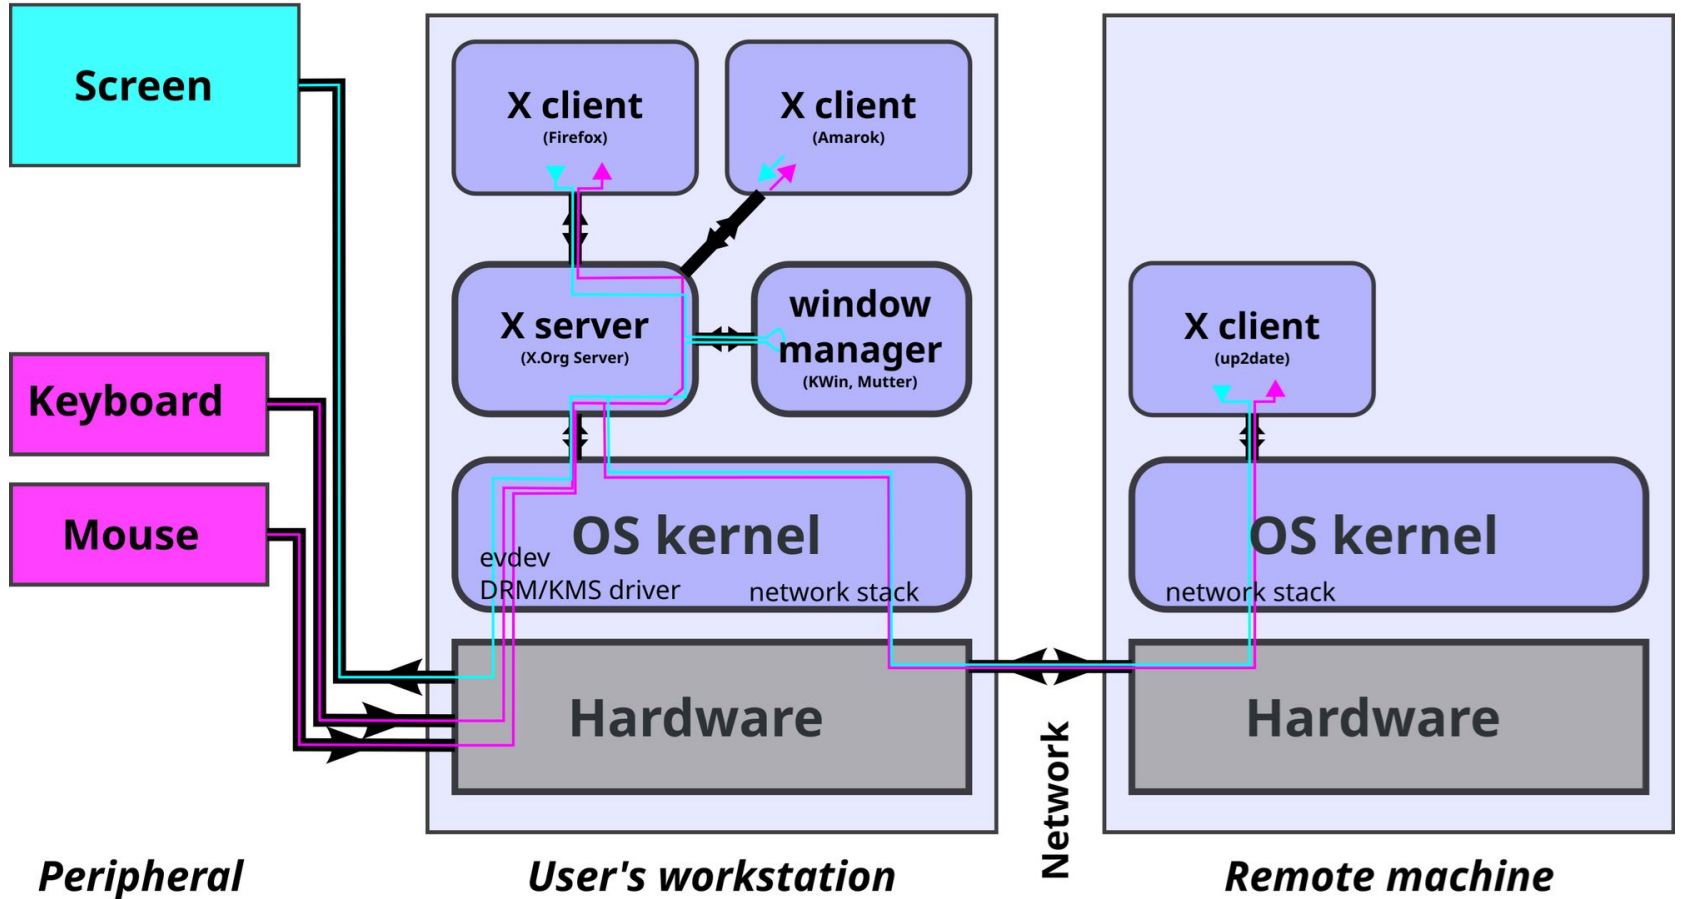 Screen
Keyboard
Mouse
Peripheral
X client
(Firefox)
X client
(Amarok)
X server
(X.Org Server)
window
manager
(KWin, Mutter)
OS kernel
evdev
DRM/KMS driver
network stack
Hardware
User's workstation
Network
X client
(up2date)
OS kernel
network stack
Hardware
Remote machine